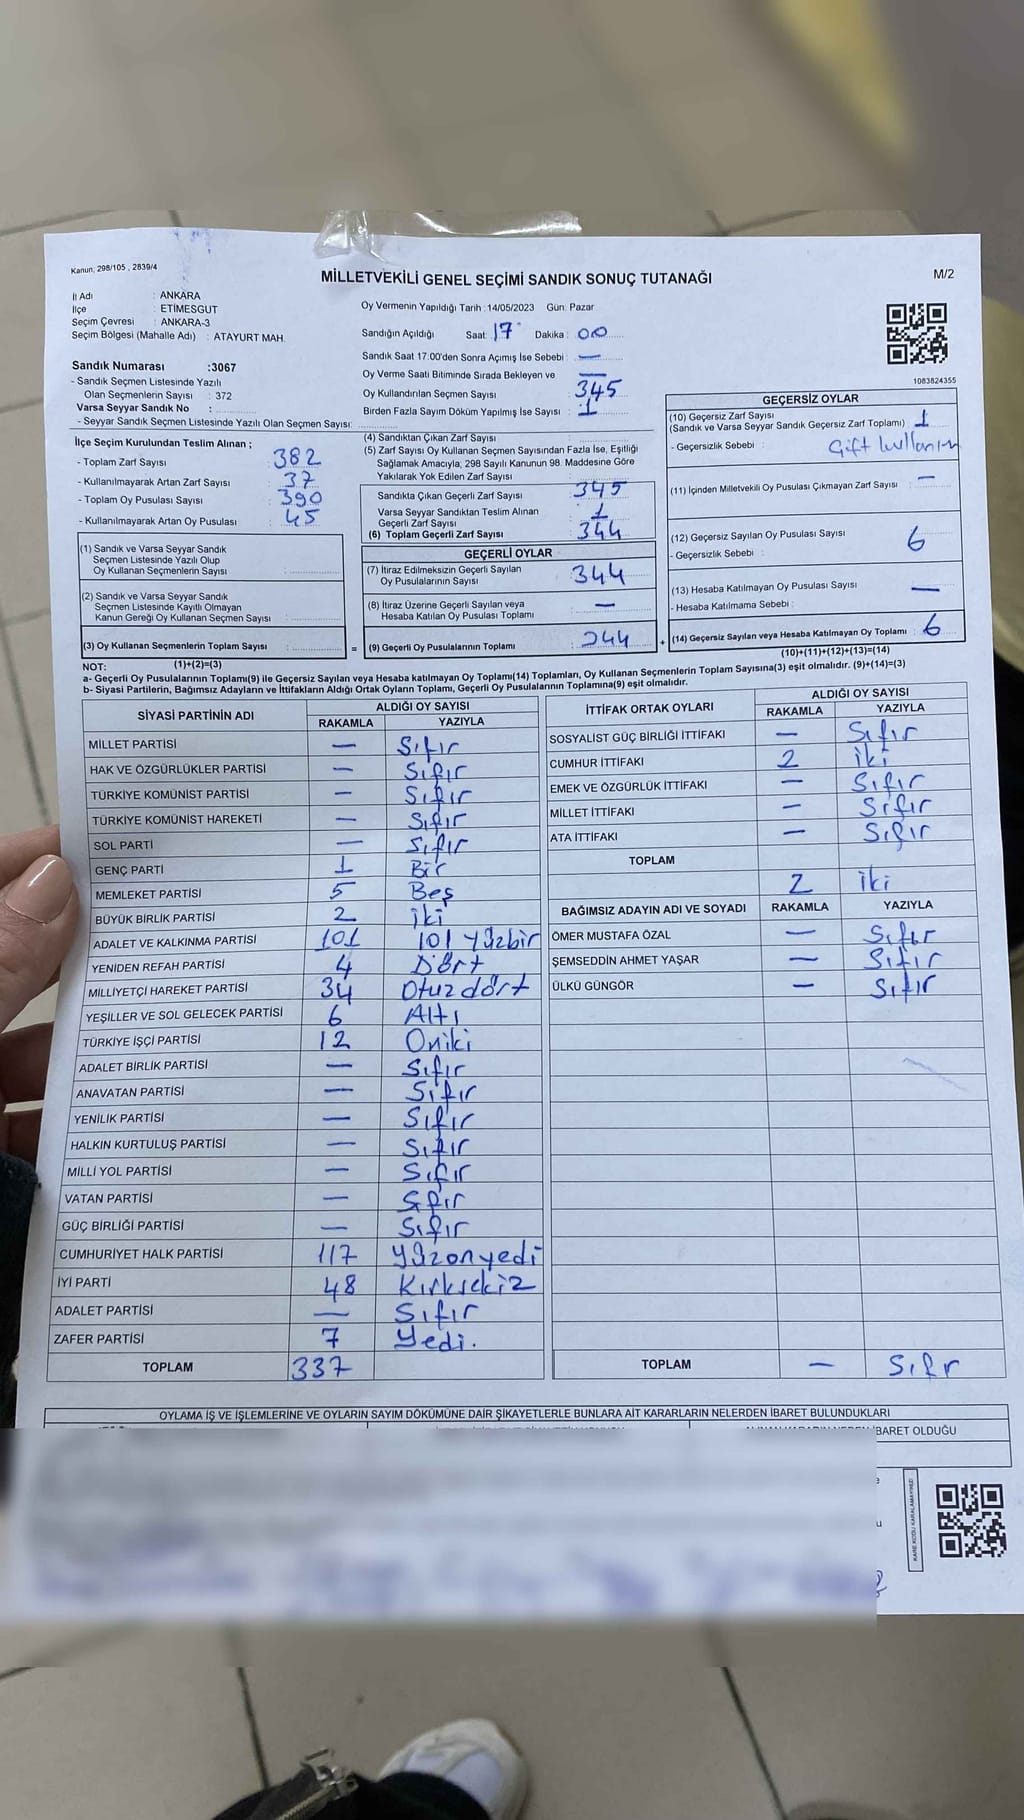 Kanun, 298/105 , 2839/4
MİLLETVEKİLİ GENEL SEÇİMİ SANDIK SONUÇ TUTANAĞI
M/2
İl Adı : ANKARA
İlçe : ETİMESGUT
Seçim Çevresi : ANKARA-3
Seçim Bölgesi (Mahalle Adı) : ATAYURT MAH.
Oy Vermenin Yapıldığı Tarih :14/05/2023 Gün: Pazar
Sandığın Açıldığı Saat: 17 Dakika : 00
Sandık Saat 17:00'den Sonra Açımış İse Sebebi : —
Oy Verme Saati Bitiminde Sırada Bekleyen ve —
Oy Kullandırılan Seçmen Sayısı : 345
Birden Fazla Sayım Döküm Yapılmış İse Sayısı : 1
1083824355
Sandık Numarası :3067
- Sandık Seçmen Listesinde Yazılı
Olan Seçmenlerin Sayısı : 372
Varsa Seyyar Sandık No :
- Seyyar Sandık Seçmen Listesinde Yazılı Olan Seçmen Sayısı:
İlçe Seçim Kurulundan Teslim Alınan ;
- Toplam Zarf Sayısı : 382
- Kullanılmayarak Artan Zarf Sayısı : 37
- Toplam Oy Pusulası Sayısı : 390
- Kullanılmayarak Artan Oy Pusulası : 45
(1) Sandık ve Varsa Seyyar Sandık
Seçmen Listesinde Yazılı Olup
Oy Kullanan Seçmenlerin Sayısı :
(2) Sandık ve Varsa Seyyar Sandık
Seçmen Listesinde Kayıtlı Olmayan
Kanun Gereği Oy Kullanan Seçmen Sayısı :
(3) Oy Kullanan Seçmenlerin Toplam Sayısı : =
(4) Sandıktan Çıkan Zarf Sayısı :
(5) Zarf Sayısı Oy Kullanan Seçmen Sayısından Fazla İse, Eşitliği
Sağlamak Amacıyla; 298 Sayılı Kanunun 98. Maddesine Göre
Yakılarak Yok Edilen Zarf Sayısı :
Sandıkta Çıkan Geçerli Zarf Sayısı : 345
Varsa Seyyar Sandıktan Teslim Alınan
Geçerli Zarf Sayısı : 1
(6) Toplam Geçerli Zarf Sayısı : 344
GEÇERLİ OYLAR
(7) İtiraz Edilmeksizin Geçerli Sayılan
Oy Pusulalarının Sayısı : 344
(8) İtiraz Üzerine Geçerli Sayılan veya
Hesaba Katılan Oy Pusulası Toplamı : —
(9) Geçerli Oy Pusulalarının Toplamı : 244 +
GEÇERSİZ OYLAR
(10) Geçersiz Zarf Sayısı
(Sandık ve Varsa Seyyar Sandık Geçersiz Zarf Toplamı) : 1
- Geçersizlik Sebebi : Çift kullanım
(11) İçinden Milletvekili Oy Pusulası Çıkmayan Zarf Sayısı : —
(12) Geçersiz Sayılan Oy Pusulası Sayısı : 6
- Geçersizlik Sebebi :
(13) Hesaba Katılmayan Oy Pusulası Sayısı : —
- Hesaba Katılmama Sebebi :
(14) Geçersiz Sayılan veya Hesaba Katılmayan Oy Toplamı : 6
NOT: (1)+(2)=(3)
(10)+(11)+(12)+(13)=(14)
a- Geçerli Oy Pusulalarının Toplamı(9) ile Geçersiz Sayılan veya Hesaba katılmayan Oy Toplamı(14) Toplamları, Oy Kullanan Seçmenlerin Toplam Sayısına(3) eşit olmalıdır. (9)+(14)=(3)
b- Siyasi Partilerin, Bağımsız Adayların ve İttifakların Aldığı Ortak Oyların Toplamı, Geçerli Oy Pusulalarının Toplamına(9) eşit olmalıdır.
SİYASİ PARTİNİN ADI
ALDIĞI OY SAYISI
RAKAMLA YAZIYLA
MİLLET PARTİSİ — Sıfır
HAK VE ÖZGÜRLÜKLER PARTİSİ — Sıfır
TÜRKİYE KOMÜNİST PARTİSİ — Sıfır
TÜRKİYE KOMÜNİST HAREKETİ — Sıfır
SOL PARTİ — Sıfır
GENÇ PARTİ 1 Bir
MEMLEKET PARTİSİ 5 Beş
BÜYÜK BİRLİK PARTİSİ 2 iki
ADALET VE KALKINMA PARTİSİ 101 101 yüzbir
YENİDEN REFAH PARTİSİ 4 Dört
MİLLİYETÇİ HAREKET PARTİSİ 34 Otuzdört
YEŞİLLER VE SOL GELECEK PARTİSİ 6 Altı
TÜRKİYE İŞÇİ PARTİSİ 12 Oniki
ADALET BİRLİK PARTİSİ — Sıfır
ANAVATAN PARTİSİ — Sıfır
YENİLİK PARTİSİ — Sıfır
HALKIN KURTULUŞ PARTİSİ — Sıfır
MİLLİ YOL PARTİSİ — Sıfır
VATAN PARTİSİ — Sıfır
GÜÇ BİRLİĞİ PARTİSİ — Sıfır
CUMHURİYET HALK PARTİSİ 117 yüzonyedi
İYİ PARTİ 48 Kırksekiz
ADALET PARTİSİ — Sıfır
ZAFER PARTİSİ 7 Yedi.
TOPLAM 337
İTTİFAK ORTAK OYLARI
ALDIĞI OY SAYISI
RAKAMLA YAZIYLA
SOSYALİST GÜÇ BİRLİĞİ İTTİFAKI — Sıfır
CUMHUR İTTİFAKI 2 iki
EMEK VE ÖZGÜRLÜK İTTİFAKI — Sıfır
MİLLET İTTİFAKI — Sıfır
ATA İTTİFAKI — Sıfır
TOPLAM
2 iki
BAĞIMSIZ ADAYIN ADI VE SOYADI RAKAMLA YAZIYLA
ÖMER MUSTAFA ÖZAL — Sıfır
ŞEMSEDDİN AHMET YAŞAR — Sıfır
ÜLKÜ GÜNGÖR — Sıfır
TOPLAM — Sıfır
OYLAMA İŞ VE İŞLEMLERİNE VE OYLARIN SAYIM DÖKÜMÜNE DAİR ŞİKAYETLERLE BUNLARA AİT KARARLARIN NELERDEN İBARET BULUNDUKLARI
İBARET OLDUĞU
KARE KODU KARALAMAYINIZ!